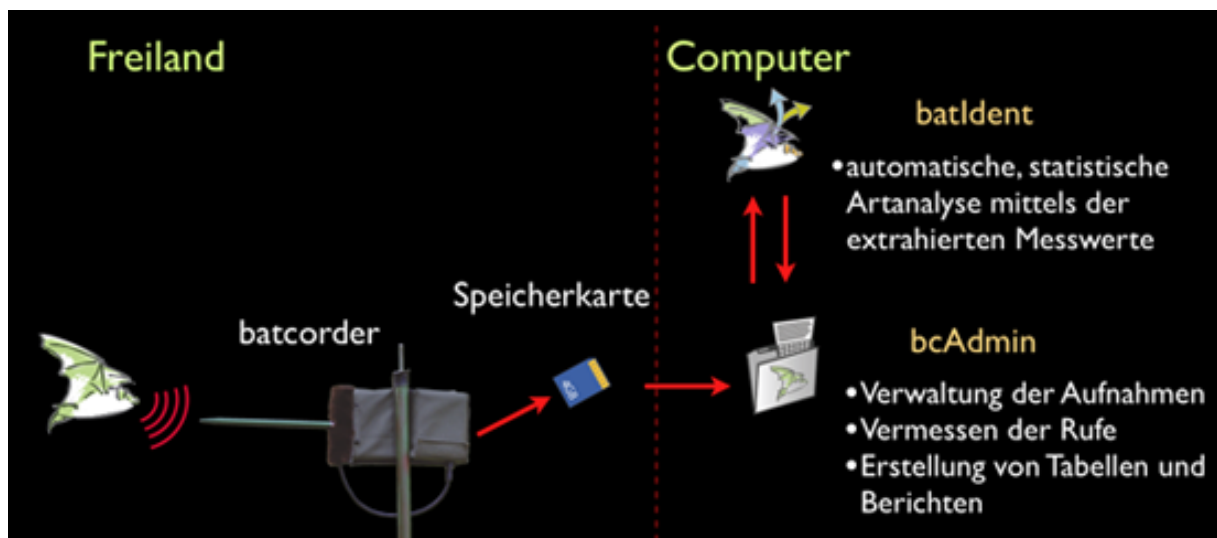 Freiland
Computer
batIdent
•automatische, statistische
Artanalyse mittels der
extrahierten Messwerte
Speicherkarte
batcorder
bcAdmin
•Verwaltung der Aufnahmen
•Vermessen der Rufe
•Erstellung von Tabellen und
Berichten